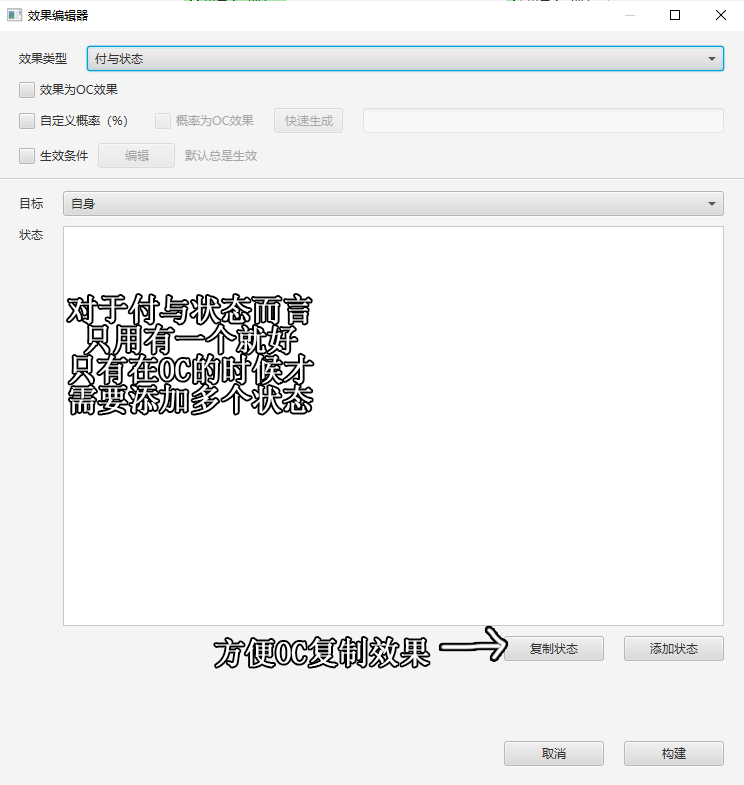 效果编辑器
效果类型 付与状态
效果为OC效果
自定义概率（%） 概率为OC效果 快速生成
生效条件 编辑 默认总是生效
目标 自身
状态
对于付与状态而言
只用有一个就好
只有在OC的时候才
需要添加多个状态
方便OC复制效果 复制状态 添加状态
取消 构建